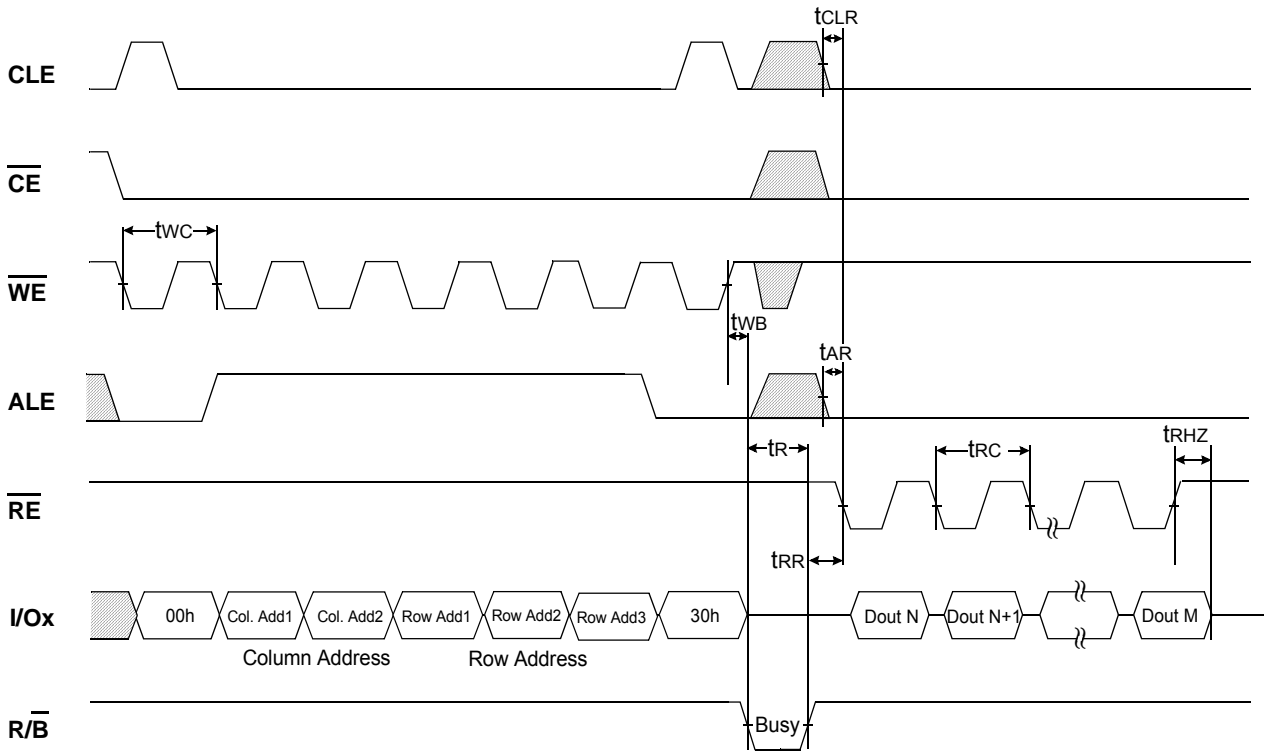 tCLR
CLE
CE
tWC
WE
tWB
tAR
ALE
tR
tRC
tRHZ
RE
tRR
I/Ox
00h
Col. Add1
Col. Add2
Row Add1
Row Add2
Row Add3
30h
Dout N
Dout N+1
Dout M
Column Address
Row Address
R/B
Busy